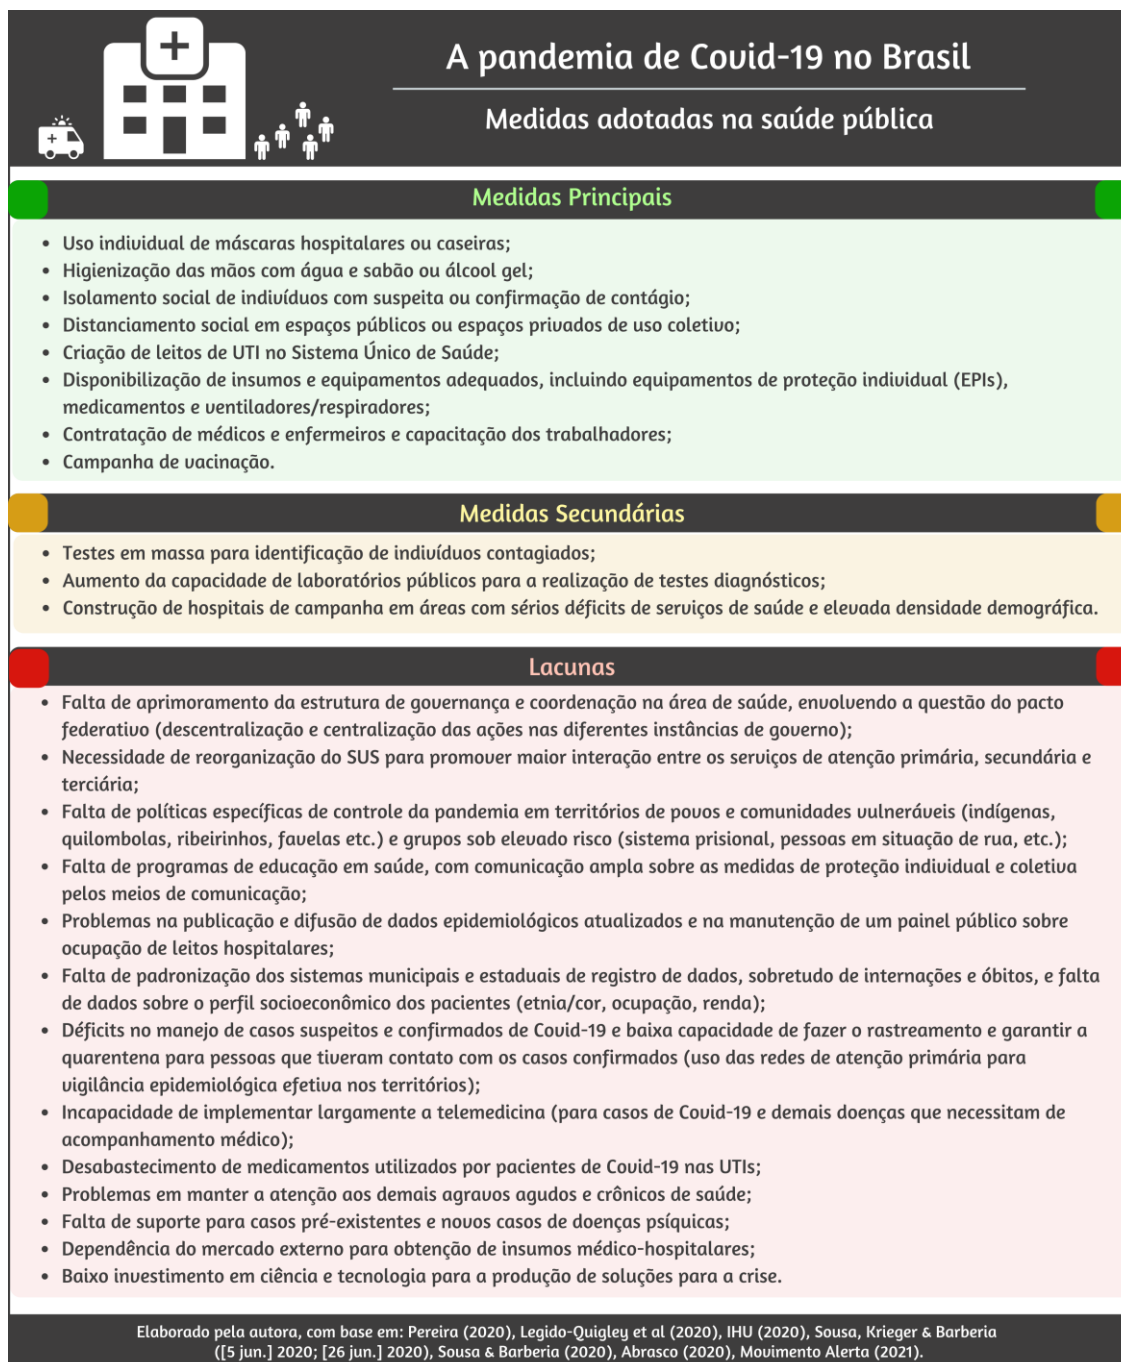 A pandemia de Covid-19 no Brasil
Medidas adotadas na saúde pública
Medidas Principais
• Uso individual de máscaras hospitalares ou caseiras;
• Higienização das mãos com água e sabão ou álcool gel;
• Isolamento social de indivíduos com suspeita ou confirmação de contágio;
• Distanciamento social em espaços públicos ou espaços privados de uso coletivo;
• Criação de leitos de UTI no Sistema Único de Saúde;
• Disponibilização de insumos e equipamentos adequados, incluindo equipamentos de proteção individual (EPIs),
medicamentos e ventiladores/respiradores;
• Contratação de médicos e enfermeiros e capacitação dos trabalhadores;
• Campanha de vacinação.
Medidas Secundárias
• Testes em massa para identificação de indivíduos contagiados;
• Aumento da capacidade de laboratórios públicos para a realização de testes diagnósticos;
• Construção de hospitais de campanha em áreas com sérios déficits de serviços de saúde e elevada densidade demográfica.
Lacunas
• Falta de aprimoramento da estrutura de governança e coordenação na área de saúde, envolvendo a questão do pacto
federativo (descentralização e centralização das ações nas diferentes instâncias de governo);
• Necessidade de reorganização do SUS para promover maior interação entre os serviços de atenção primária, secundária e
terciária;
• Falta de políticas específicas de controle da pandemia em territórios de povos e comunidades vulneráveis (indígenas,
quilombolas, ribeirinhos, favelas etc.) e grupos sob elevado risco (sistema prisional, pessoas em situação de rua, etc.);
• Falta de programas de educação em saúde, com comunicação ampla sobre as medidas de proteção individual e coletiva
pelos meios de comunicação;
• Problemas na publicação e difusão de dados epidemiológicos atualizados e na manutenção de um painel público sobre
ocupação de leitos hospitalares;
• Falta de padronização dos sistemas municipais e estaduais de registro de dados, sobretudo de internações e óbitos, e falta
de dados sobre o perfil socioeconômico dos pacientes (etnia/cor, ocupação, renda);
• Déficits no manejo de casos suspeitos e confirmados de Covid-19 e baixa capacidade de fazer o rastreamento e garantir a
quarentena para pessoas que tiveram contato com os casos confirmados (uso das redes de atenção primária para
vigilância epidemiológica efetiva nos territórios);
• Incapacidade de implementar largamente a telemedicina (para casos de Covid-19 e demais doenças que necessitam de
acompanhamento médico);
• Desabastecimento de medicamentos utilizados por pacientes de Covid-19 nas UTIs;
• Problemas em manter a atenção aos demais agravos agudos e crônicos de saúde;
• Falta de suporte para casos pré-existentes e novos casos de doenças psíquicas;
• Dependência do mercado externo para obtenção de insumos médico-hospitalares;
• Baixo investimento em ciência e tecnologia para a produção de soluções para a crise.
Elaborado pela autora, com base em: Pereira (2020), Legido-Quigley et al (2020), IHU (2020), Sousa, Krieger & Barberia
([5 jun.] 2020; [26 jun.] 2020), Sousa & Barberia (2020), Abrasco (2020), Movimento Alerta (2021).